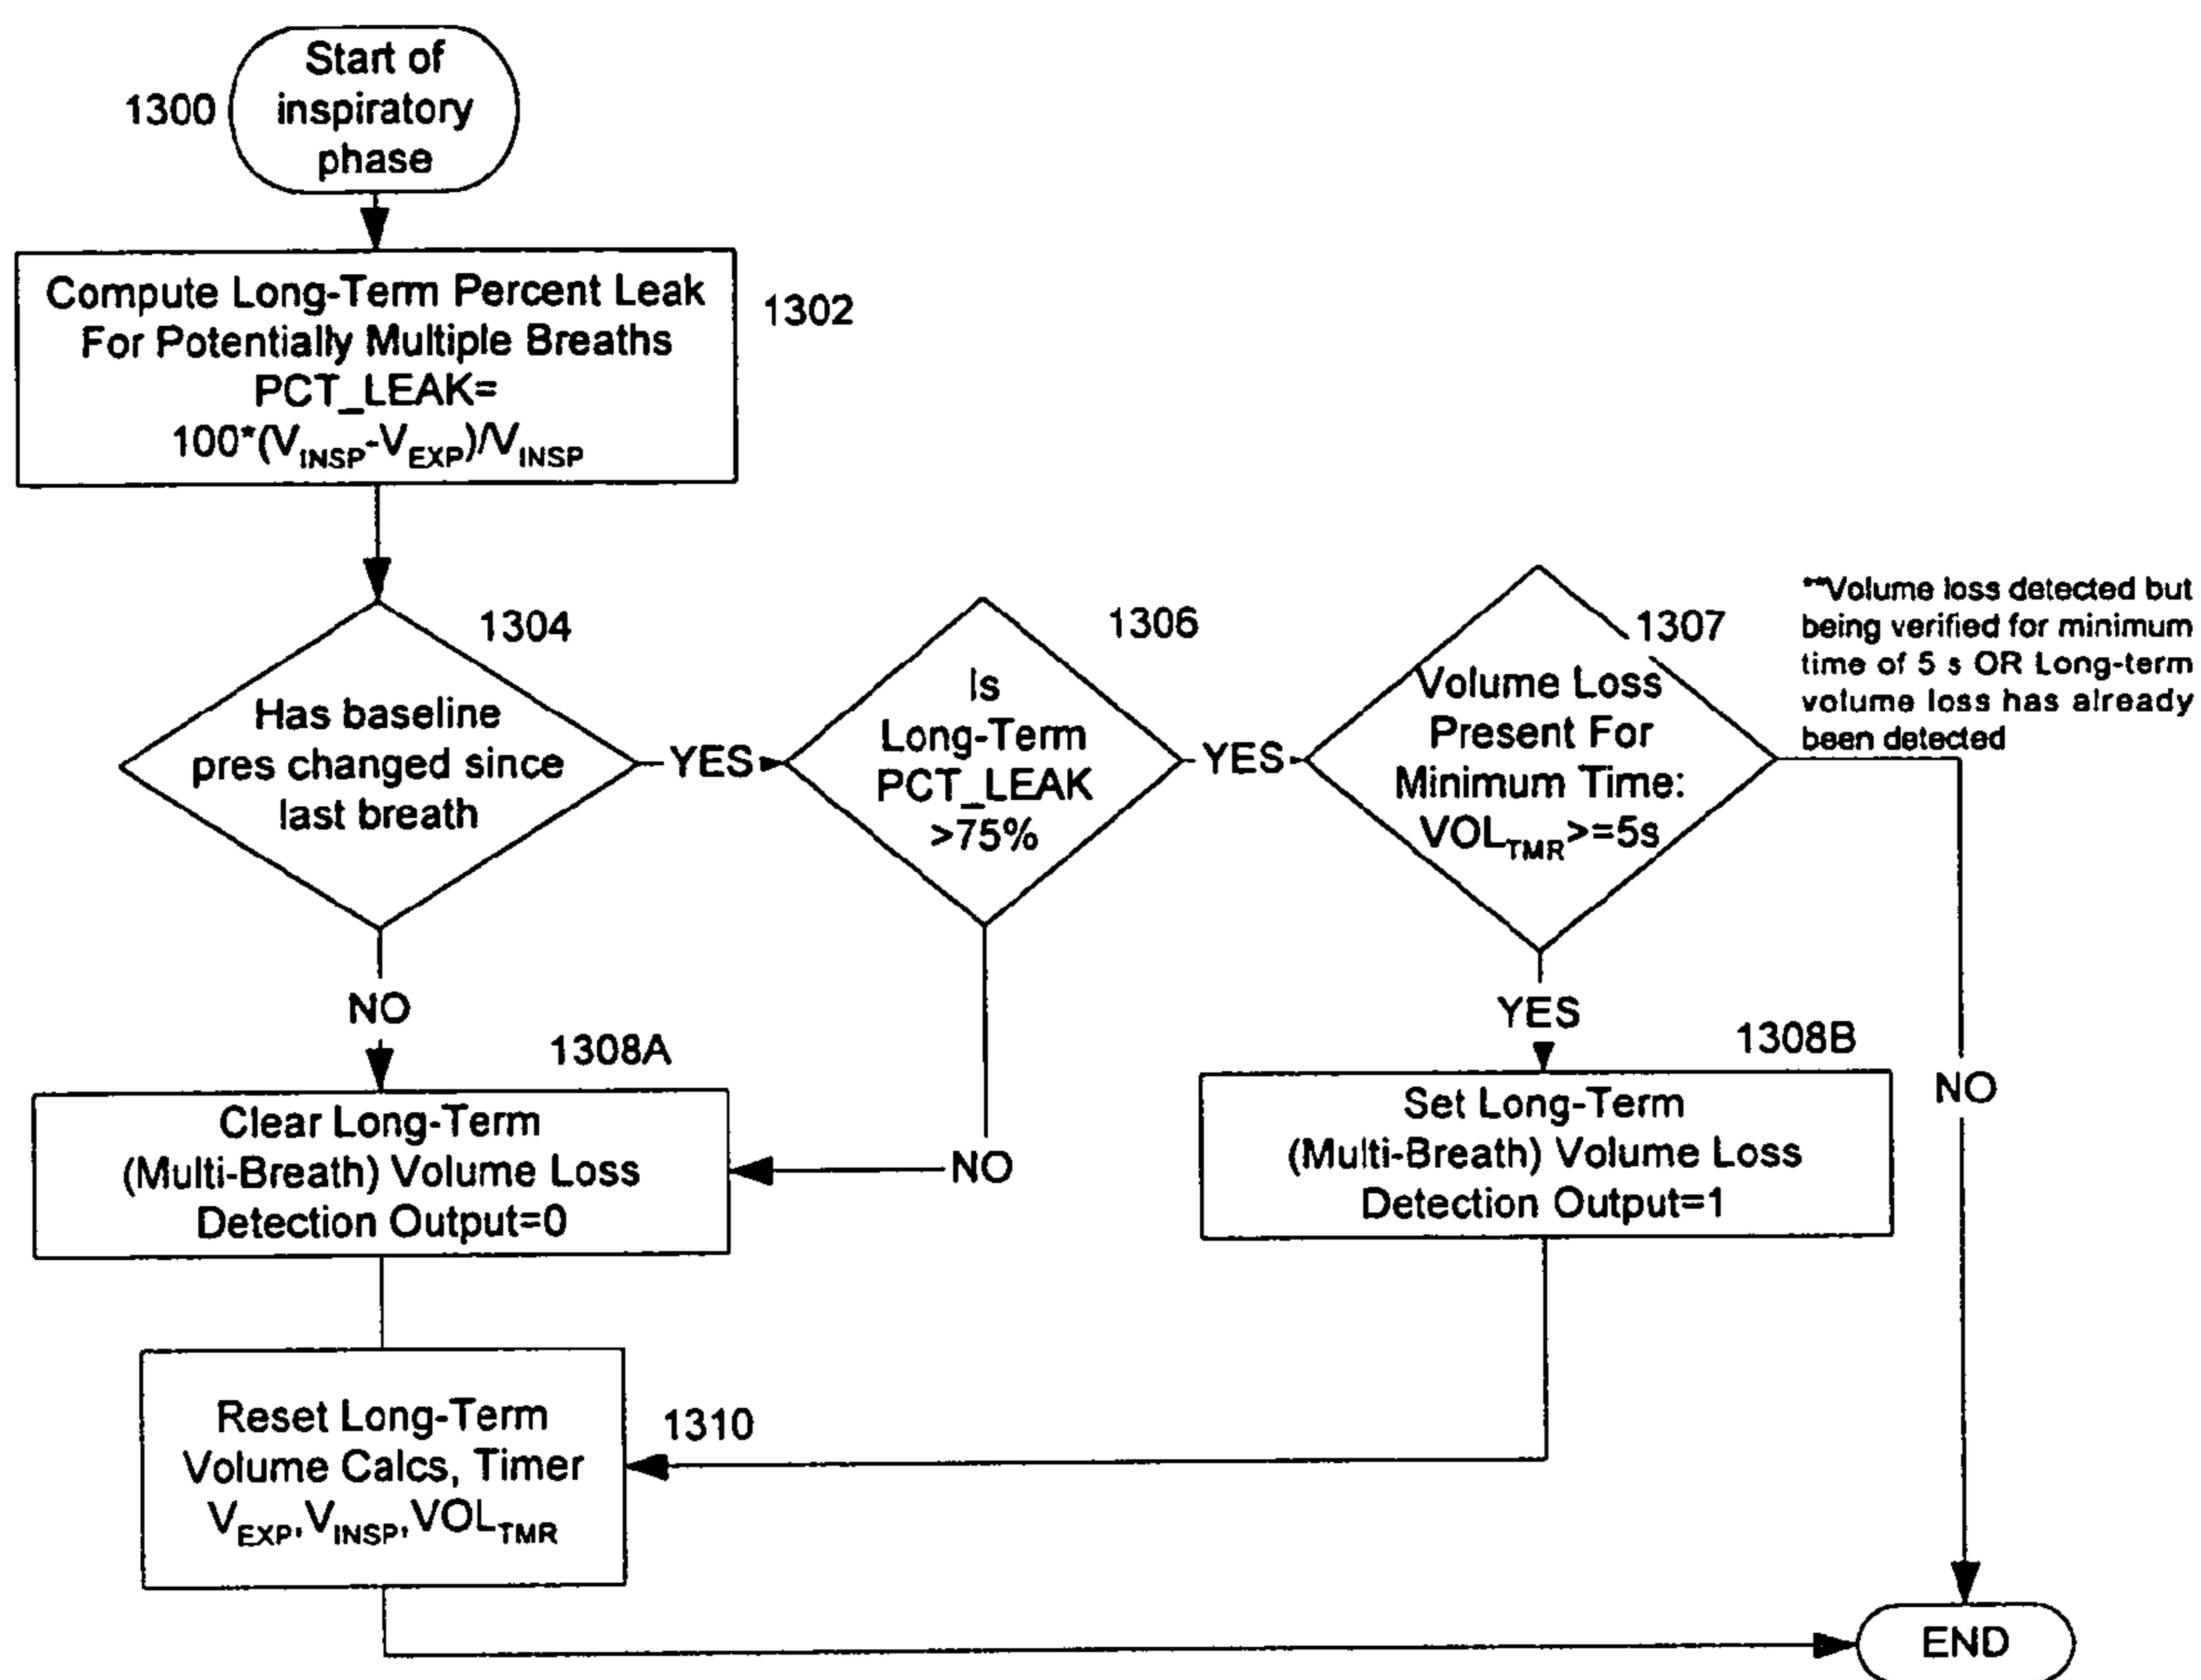 Start of
inspiratory
phase
1300
Compute Long-Term Percent Leak
For Potentially Multiple Breaths
PCT_LEAK=
100*(VINSP-VEXP)/VINSP
1302
1304
Has baseline
pres changed since
last breath
YES
1306
Is
Long-Term
PCT_LEAK
>75%
YES
1307
Volume Loss
Present For
Minimum Time:
VOLTMR>=5s
**Volume loss detected but
being verified for minimum
time of 5 s OR Long-term
volume loss has already
been detected
NO
NO
YES
NO
1308A
Clear Long-Term
(Multi-Breath) Volume Loss
Detection Output=0
1308B
Set Long-Term
(Multi-Breath) Volume Loss
Detection Output=1
1310
Reset Long-Term
Volume Calcs, Timer
VEXP, VINSP, VOLTMR
END